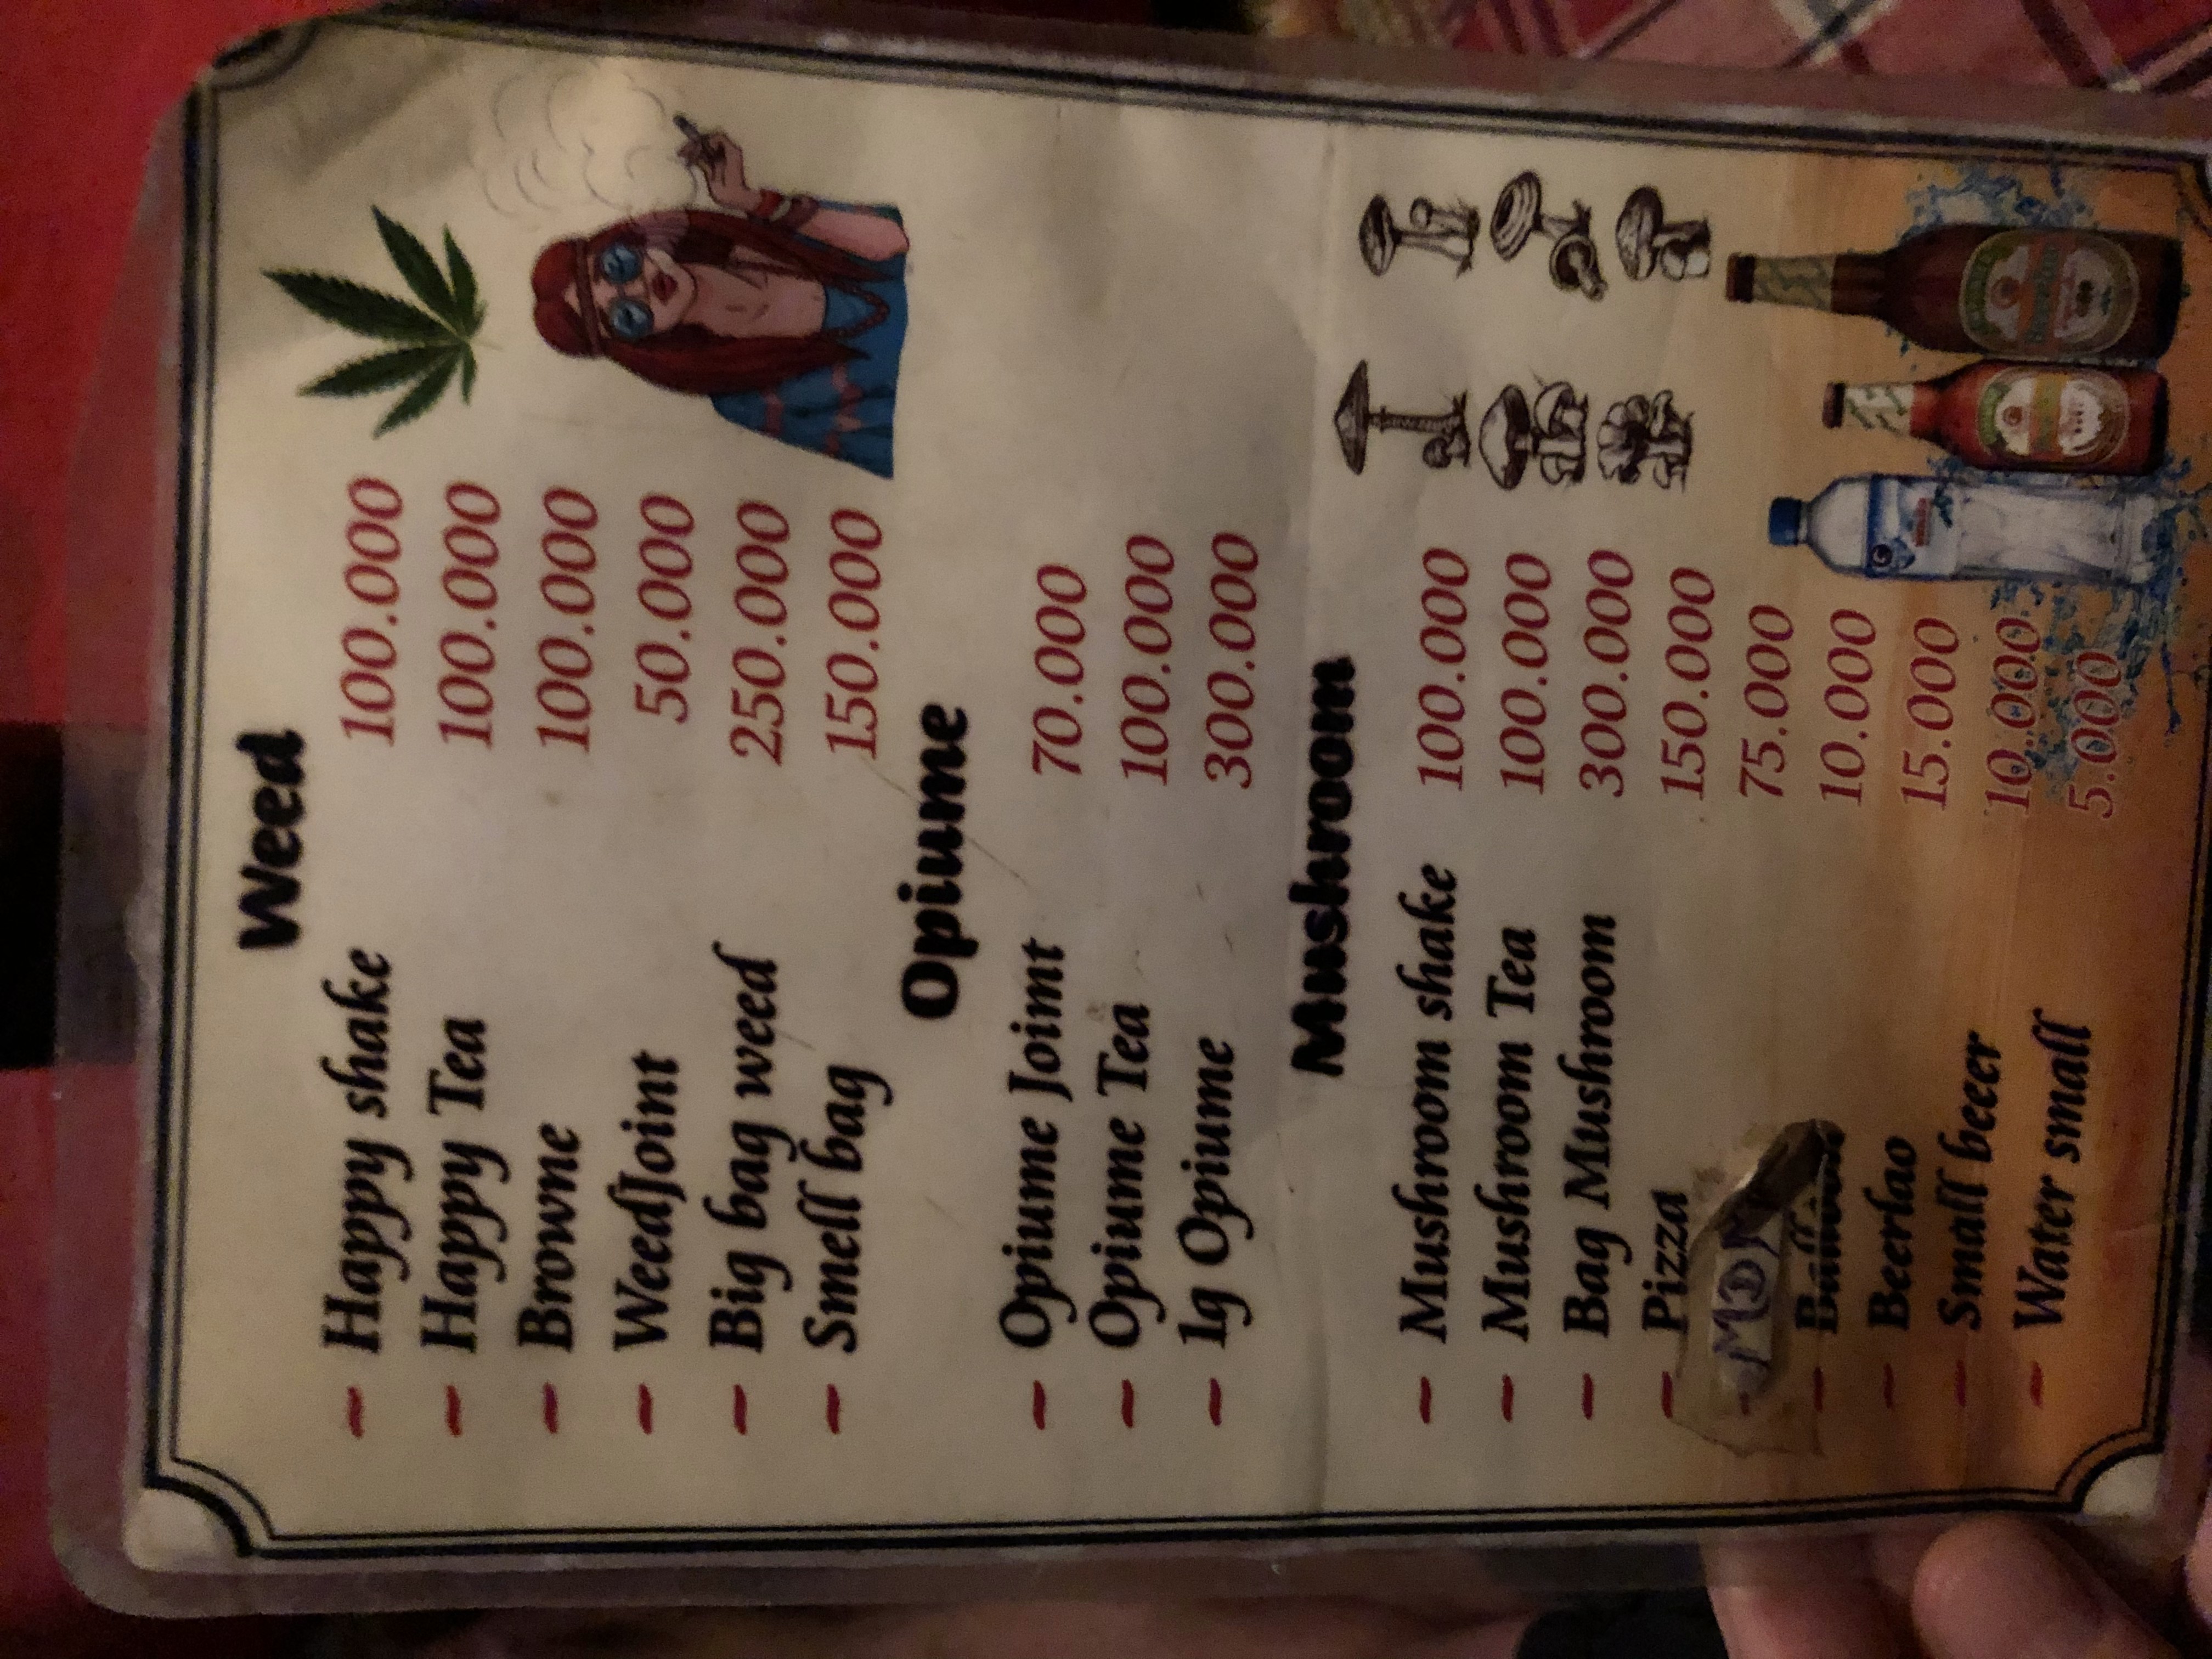 Weed
- Happy shake 100.000
- Happy Tea 100.000
- Browne 100.000
- WeedJoint 50.000
- Big bag weed 250.000
- Smell bag 150.000
Opiume
- Opiume Joimt 70.000
- Opiume Tea 100.000
- 1g Opiume 300.000
Mushroom
- Mushroom shake 100.000
- Mushroom Tea 100.000
- Bag Mushroom 300.000
- Pizza 150.000
- 75.000
- 10.000
- Beerlao 15.000
- Small beer 10.000
- Water small 5.000